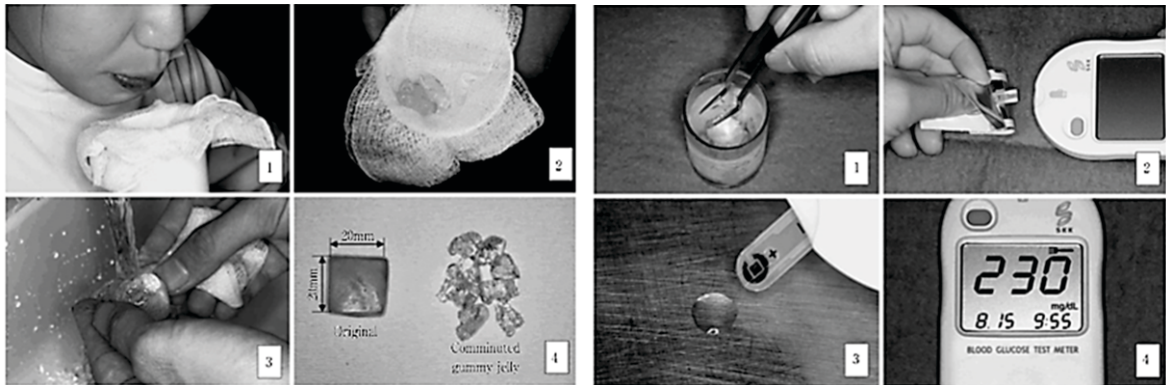 1
2
3
20mm
20mm
Original
Comminuted
gummy jelly
4
1
SKK
2
+
3
SKK
230
mg/dL
8.15 9:55
BLOOD GLUCOSE TEST METER
4